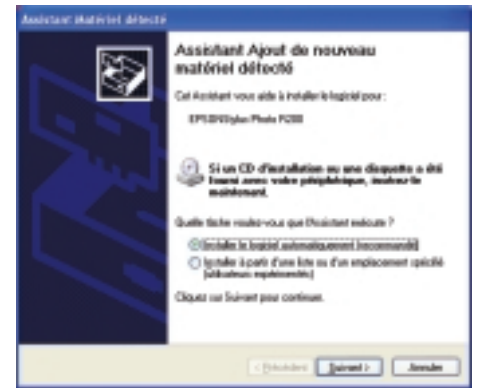 Assistant Matériel détecté
Assistant Ajout de nouveau
matériel détecté
Cet Assistant vous aide à installer le logiciel pour :
EPSON Stylus Photo R200
Si un CD d'installation ou une disquette a été
fourni avec votre périphérique, insérez-le
maintenant.
Quelle tâche voulez-vous que l'Assistant exécute ?
Installer le logiciel automatiquement (recommandé)
Installer à partir d'une liste ou d'un emplacement spécifié
(utilisateurs expérimentés)
Cliquez sur Suivant pour continuer.
< Précédent
Suivant >
Annuler